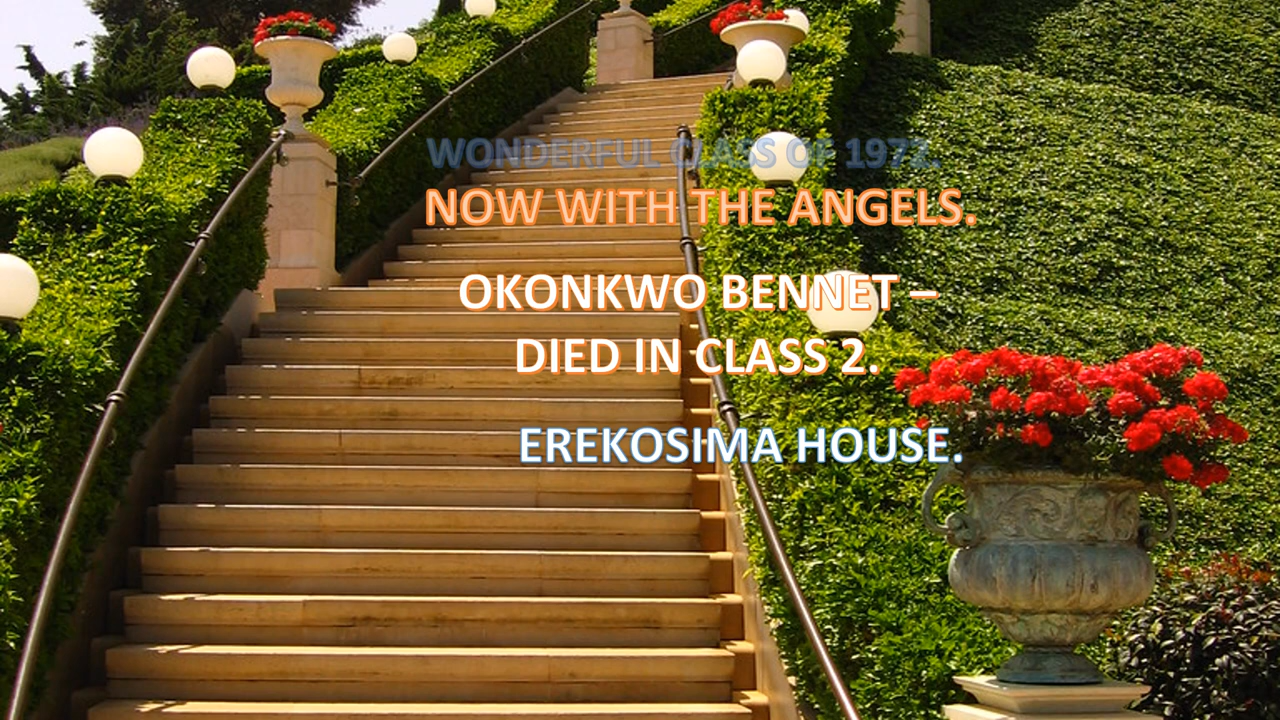 WONDERFUL CLASS OF 1972.
NOW WITH THE ANGELS.
OKONKWO BENNET –
DIED IN CLASS 2.
EREKOSIMA HOUSE.